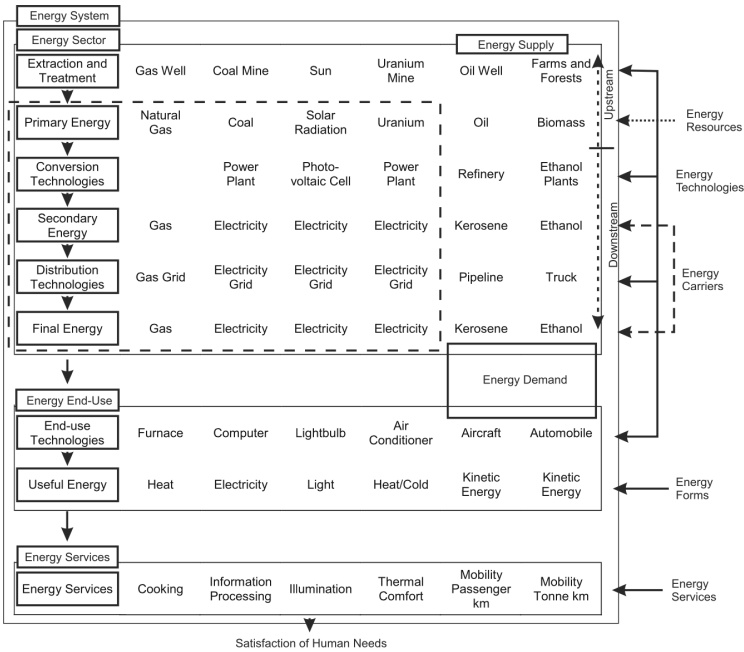 Energy System
Energy Sector
Energy Supply
Extraction and
Treatment
Gas Well
Coal Mine
Sun
Uranium
Mine
Oil Well
Farms and
Forests
Upstream
Primary Energy
Natural
Gas
Coal
Solar
Radiation
Uranium
Oil
Biomass
Energy
Resources
Conversion
Technologies
Power
Plant
Photo-
voltaic Cell
Power
Plant
Refinery
Ethanol
Plants
Energy
Technologies
Downstream
Secondary
Energy
Gas
Electricity
Electricity
Electricity
Kerosene
Ethanol
Distribution
Technologies
Gas Grid
Electricity
Grid
Electricity
Grid
Electricity
Grid
Pipeline
Truck
Energy
Carriers
Final Energy
Gas
Electricity
Electricity
Electricity
Kerosene
Ethanol
Energy Demand
Energy End-Use
End-use
Technologies
Furnace
Computer
Lightbulb
Air
Conditioner
Aircraft
Automobile
Useful Energy
Heat
Electricity
Light
Heat/Cold
Kinetic
Energy
Kinetic
Energy
Energy
Forms
Energy Services
Energy Services
Cooking
Information
Processing
Illumination
Thermal
Comfort
Mobility
Passenger
km
Mobility
Tonne km
Energy
Services
Satisfaction of Human Needs